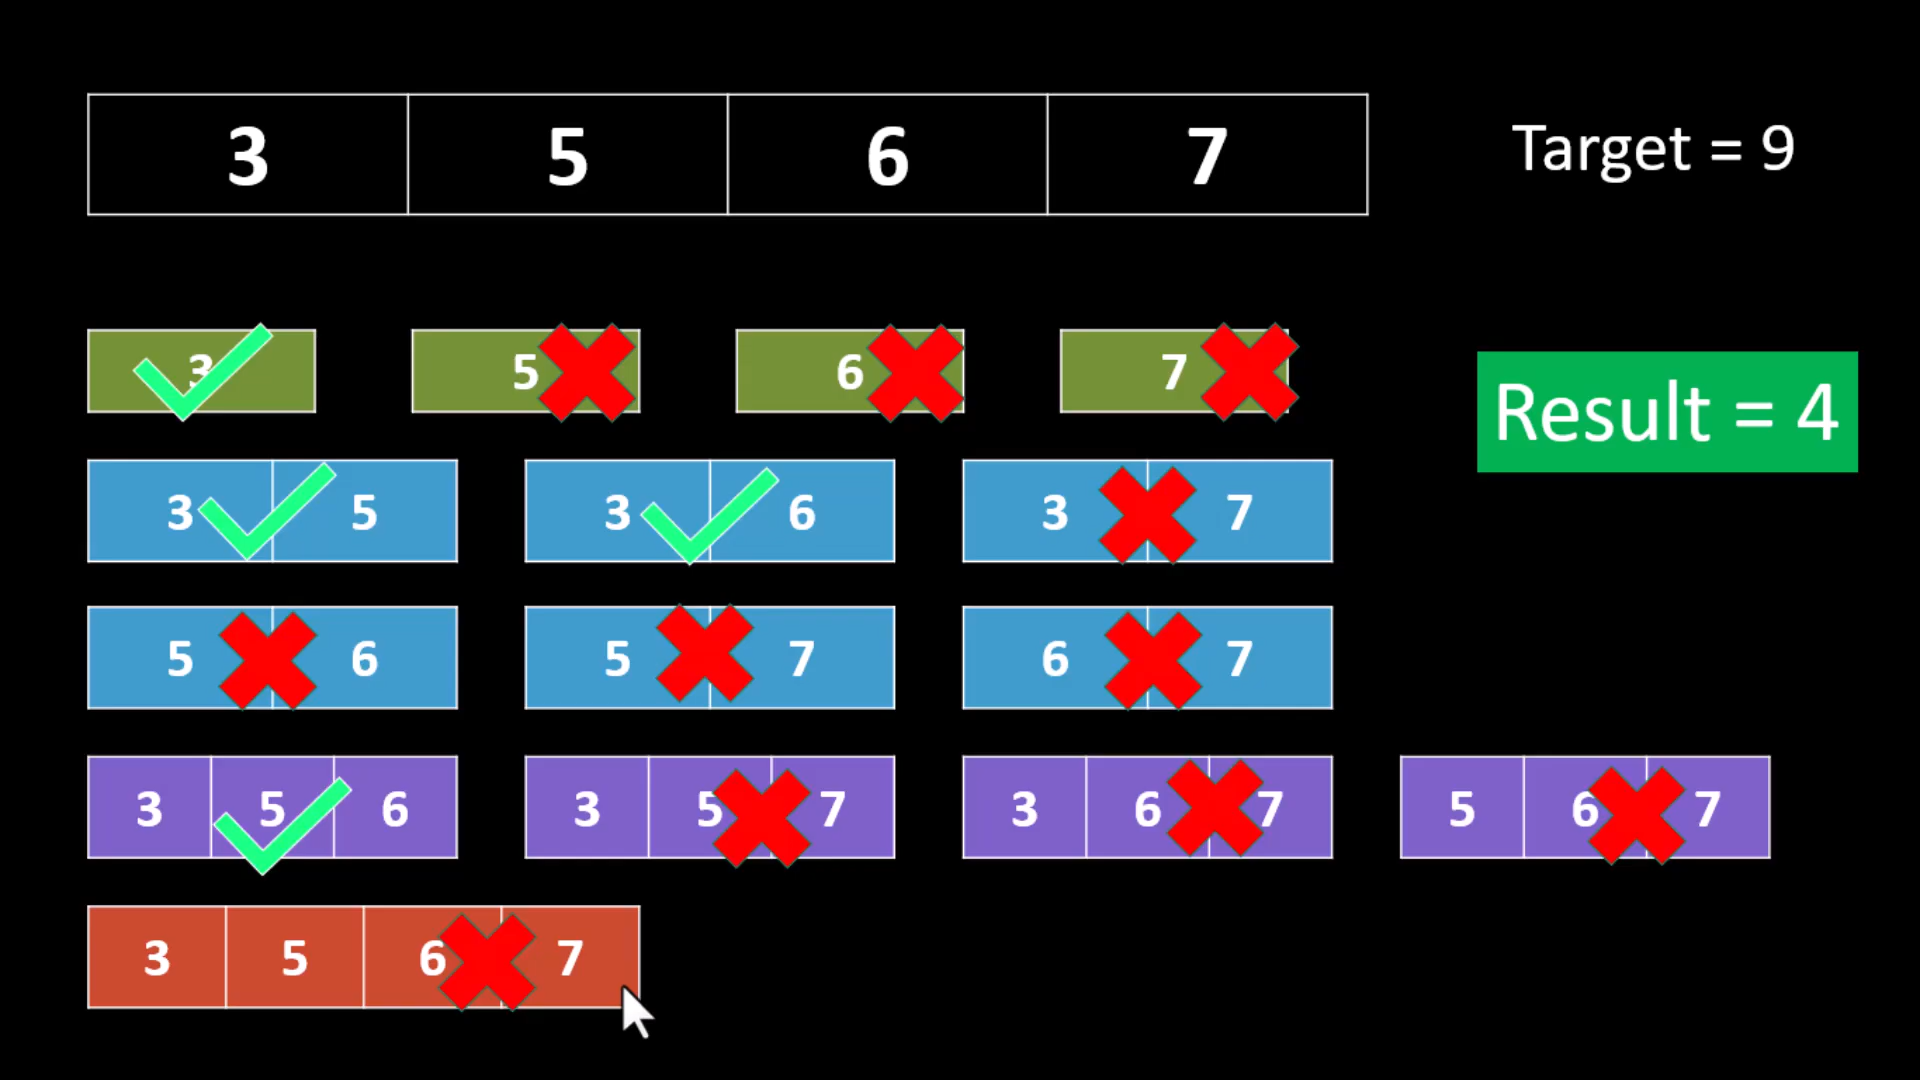 3 5 6 7
Target = 9
3 5 6 7
Result = 4
3 5 3 6 3 7
5 6 5 7 6 7
3 5 6 3 5 7 3 6 7 5 6 7
3 5 6 7